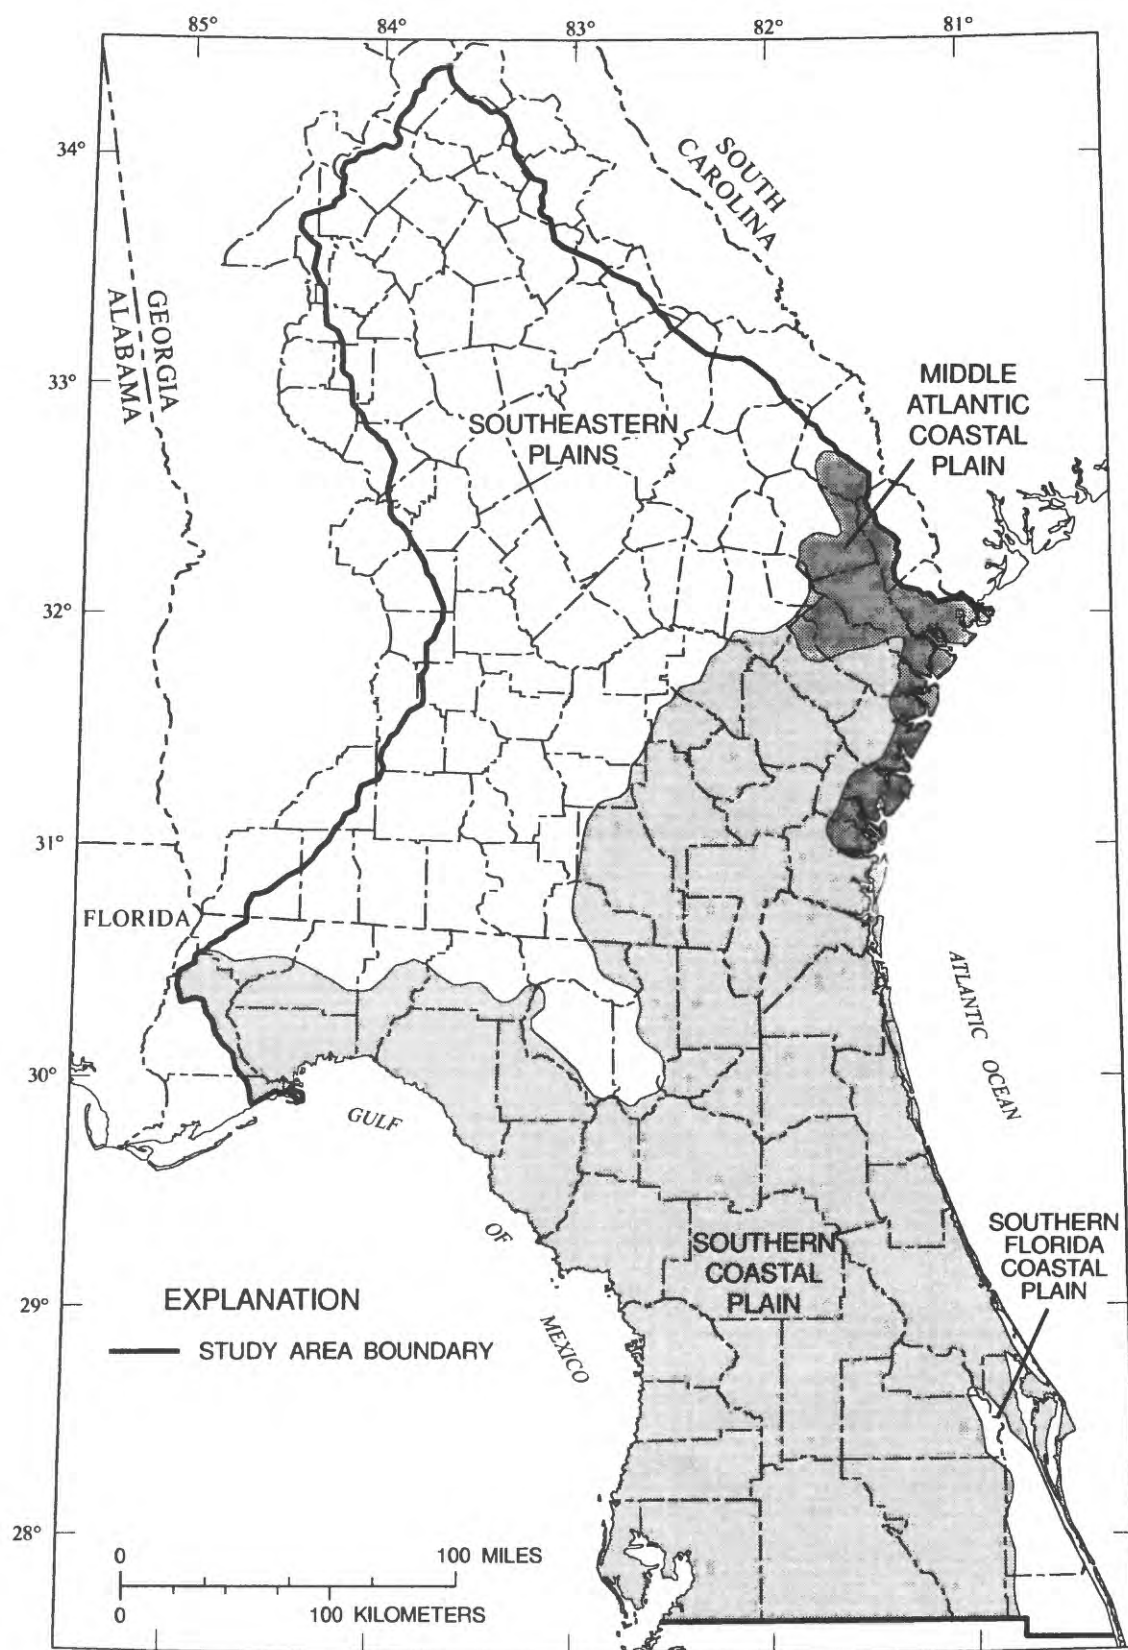 85° 84° 83° 82° 81°
34°
SOUTH
CAROLINA
GEORGIA
ALABAMA
33°
MIDDLE
ATLANTIC
COASTAL
PLAIN
SOUTHEASTERN
PLAINS
32°
31°
FLORIDA
ATLANTIC OCEAN
30°
GULF
OF
MEXICO
SOUTHERN
FLORIDA
COASTAL
PLAIN
SOUTHERN
COASTAL
PLAIN
29°
EXPLANATION
STUDY AREA BOUNDARY
28°
0 100 MILES
0 100 KILOMETERS